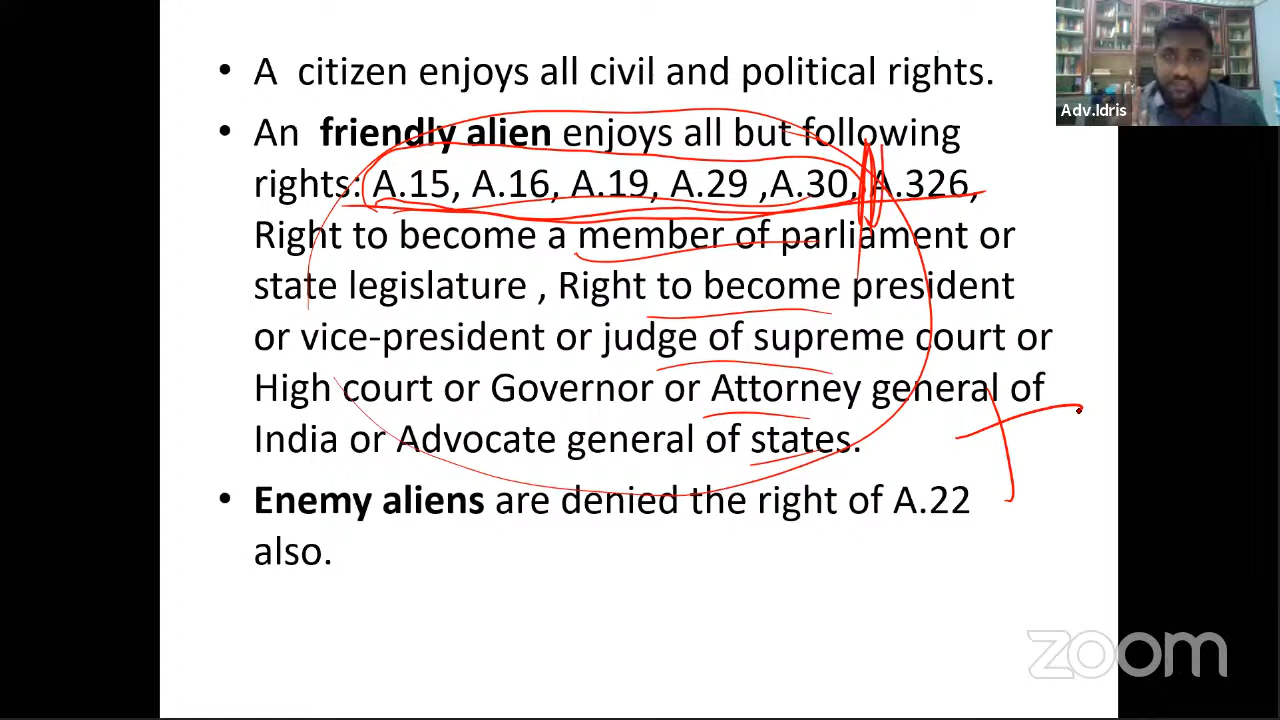 • A citizen enjoys all civil and political rights.
• An friendly alien enjoys all but following
rights: A.15, A.16, A.19, A.29 ,A.30, A.326,
Right to become a member of parliament or
state legislature , Right to become president
or vice-president or judge of supreme court or
High court or Governor or Attorney general of
India or Advocate general of states.
• Enemy aliens are denied the right of A.22
also.
Adv.Idris
zoom